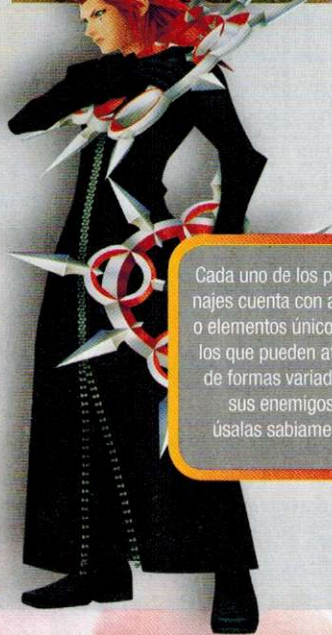 Cada uno de los p
najes cuenta con a
o elementos único
los que pueden at
de formas variad
sus enemigos
úsalas sabiame